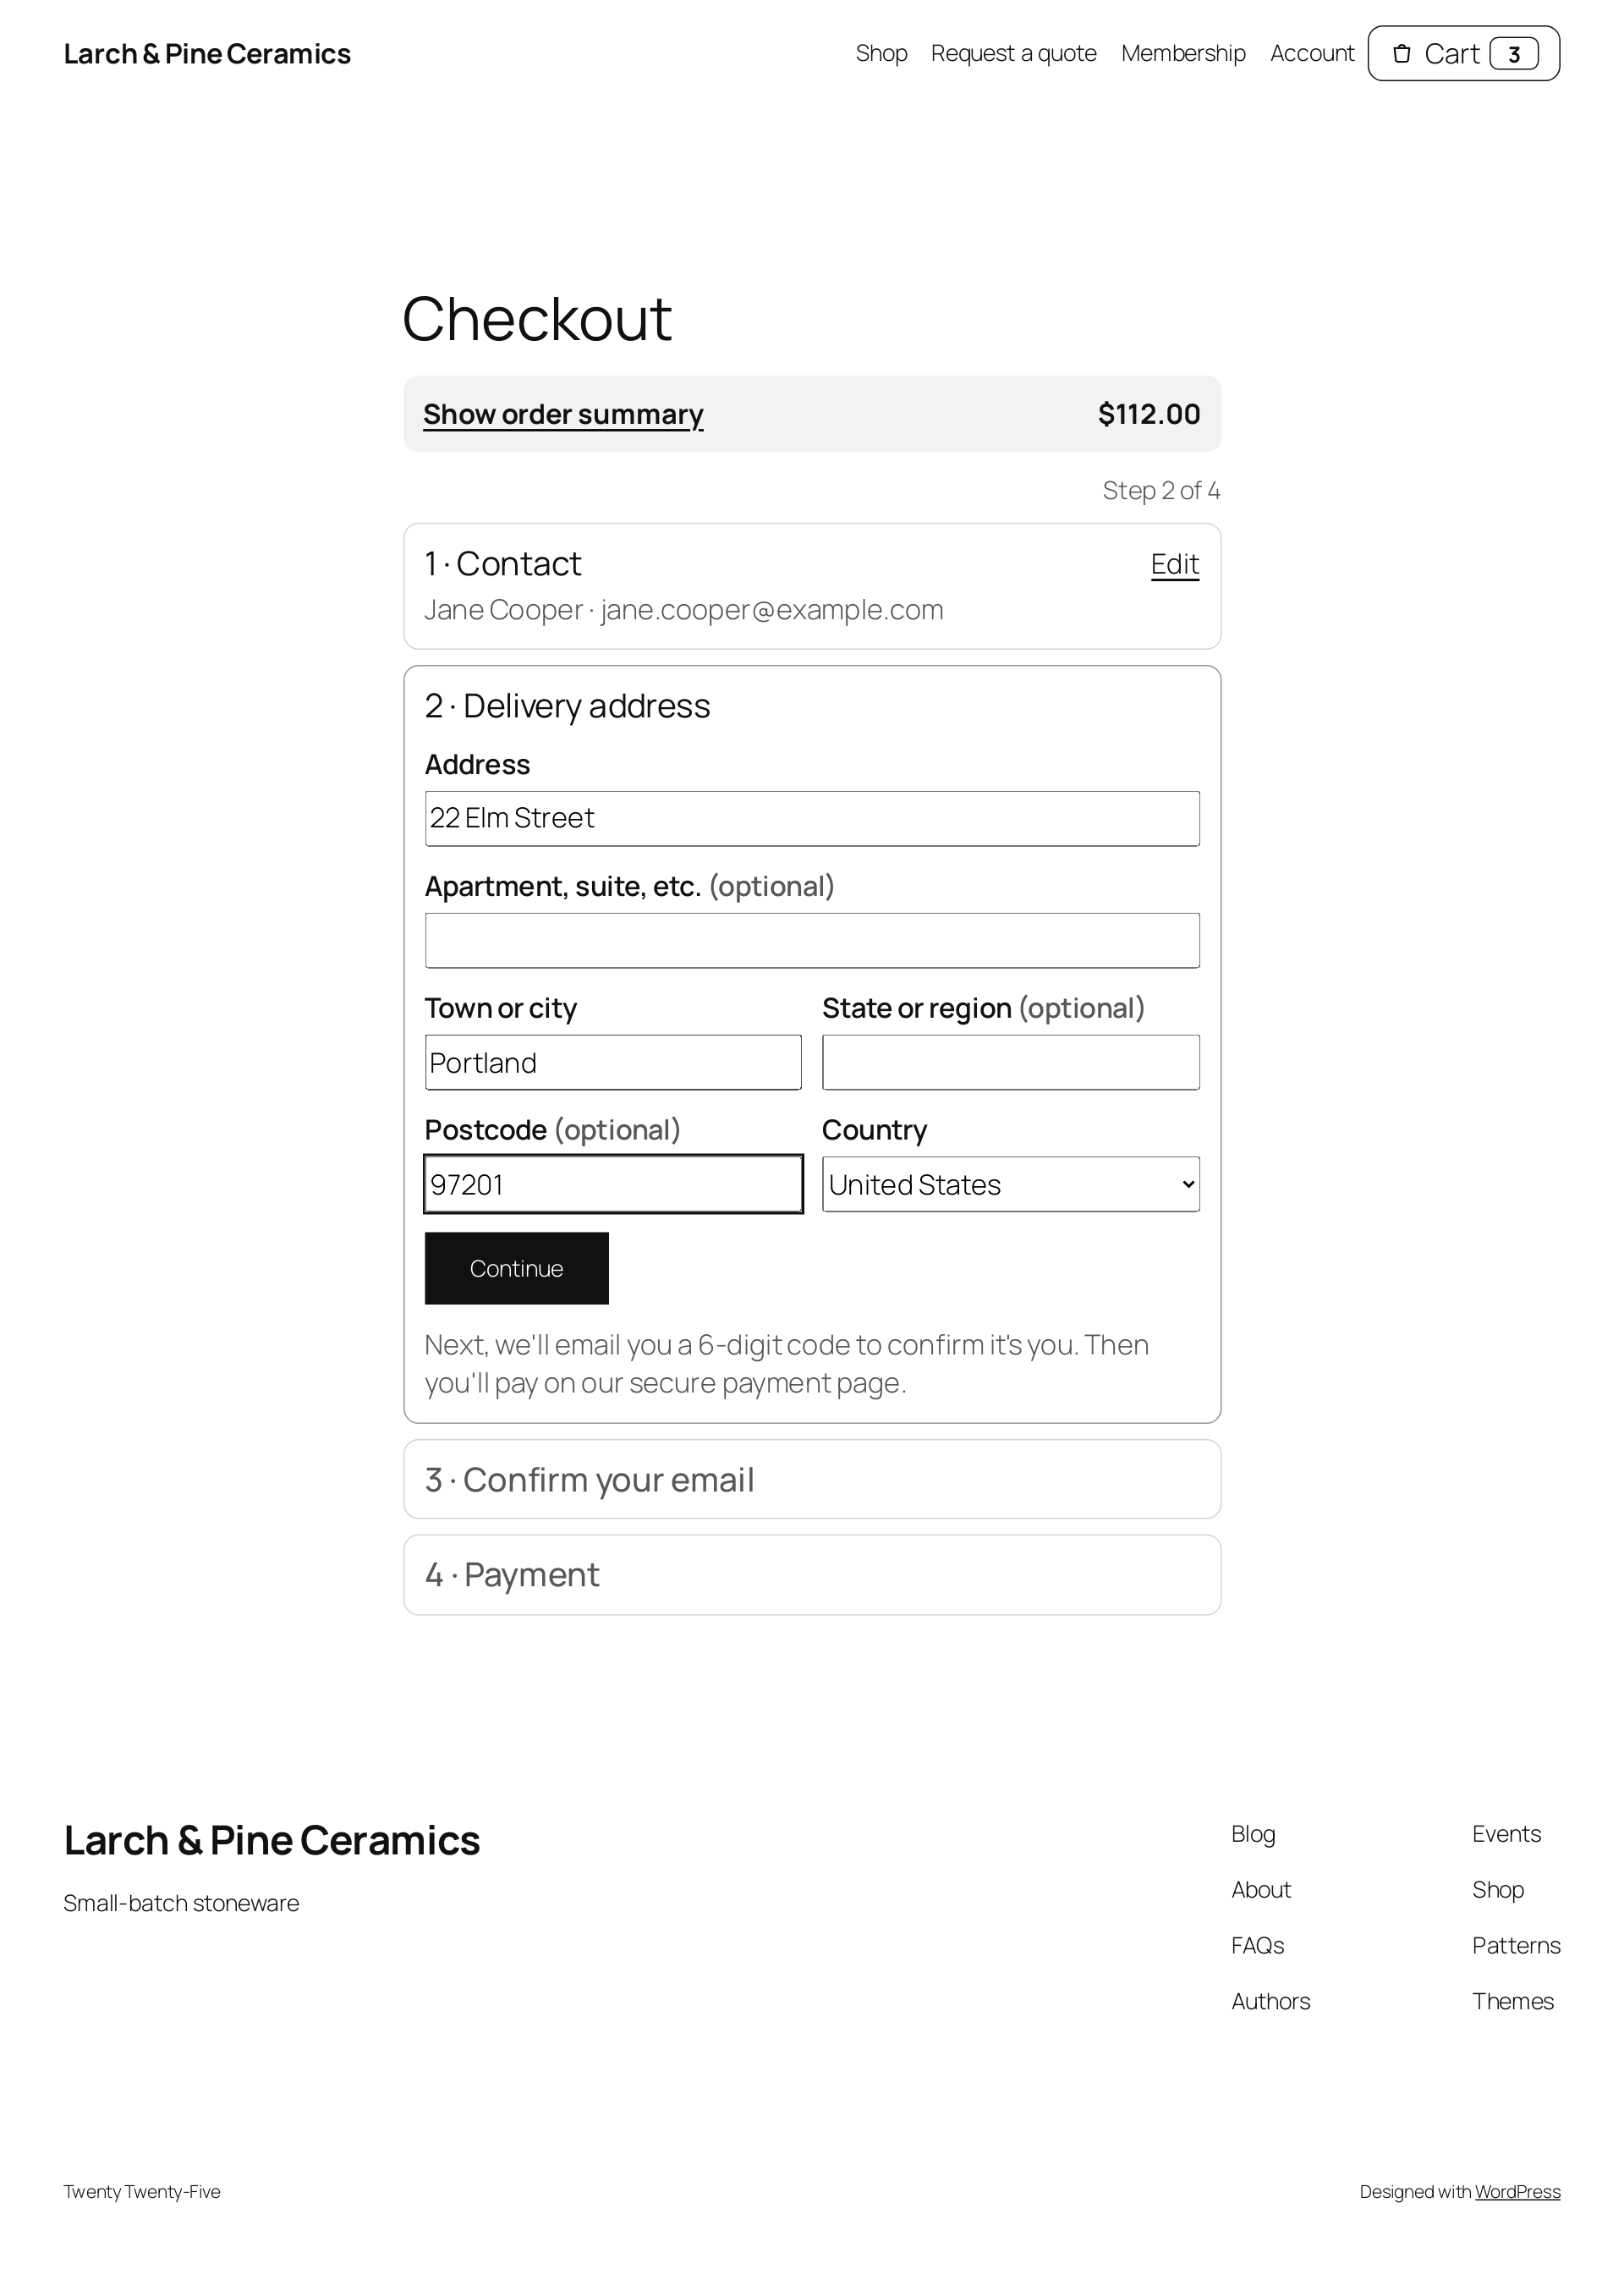 Larch & Pine Ceramics
Shop Request a quote Membership Account Cart 3
Checkout
Show order summary $112.00
Step 2 of 4
1 · Contact Edit
Jane Cooper · jane.cooper@example.com
2 · Delivery address
Address
22 Elm Street
Apartment, suite, etc. (optional)
Town or city State or region (optional)
Portland
Postcode (optional) Country
97201 United States
Continue
Next, we'll email you a 6-digit code to confirm it's you. Then
you'll pay on our secure payment page.
3 · Confirm your email
4 · Payment
Larch & Pine Ceramics
Small-batch stoneware
Blog Events
About Shop
FAQs Patterns
Authors Themes
Twenty Twenty-Five Designed with WordPress